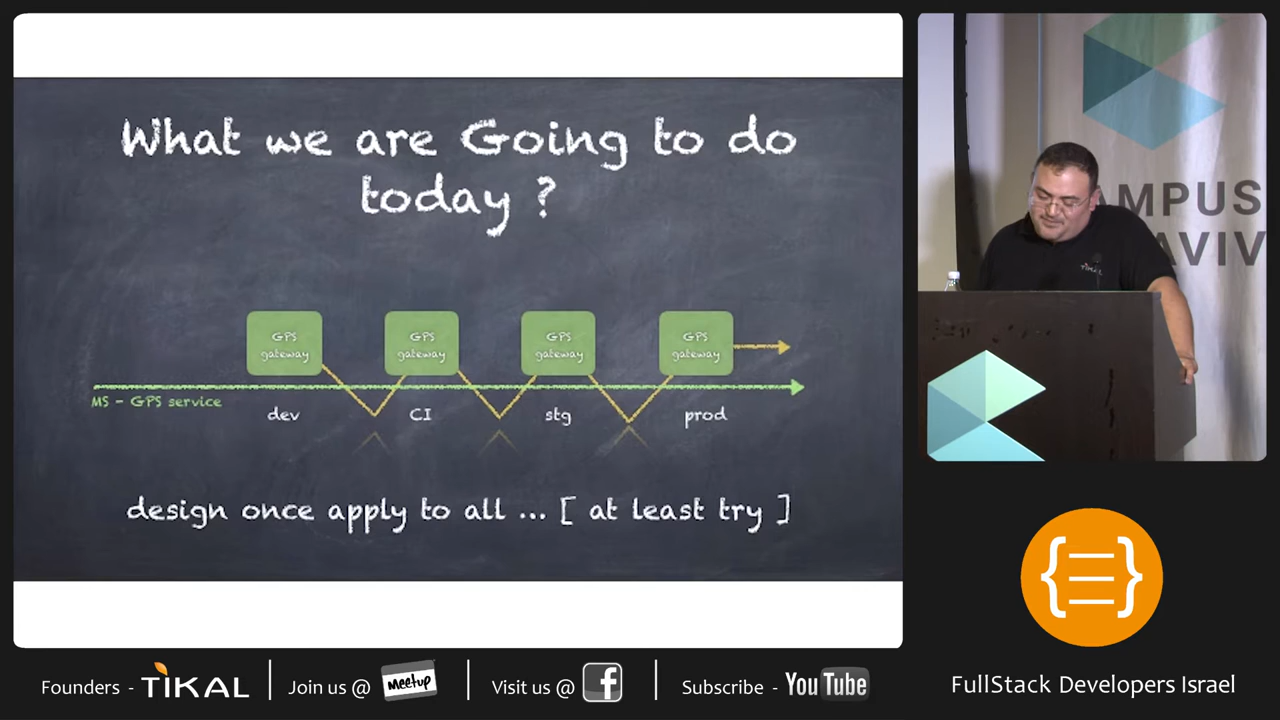 What we are Going to do
today ?
GPS
gateway
GPS
gateway
GPS
gateway
GPS
gateway
MS - GPS service
dev
CI
stg
prod
design once apply to all ... [ at least try ]
MPUS
AVIV
TIKAL
{ }
Founders - TIKAL
Join us @ Meetup
Visit us @ f
Subscribe - YouTube
FullStack Developers Israel